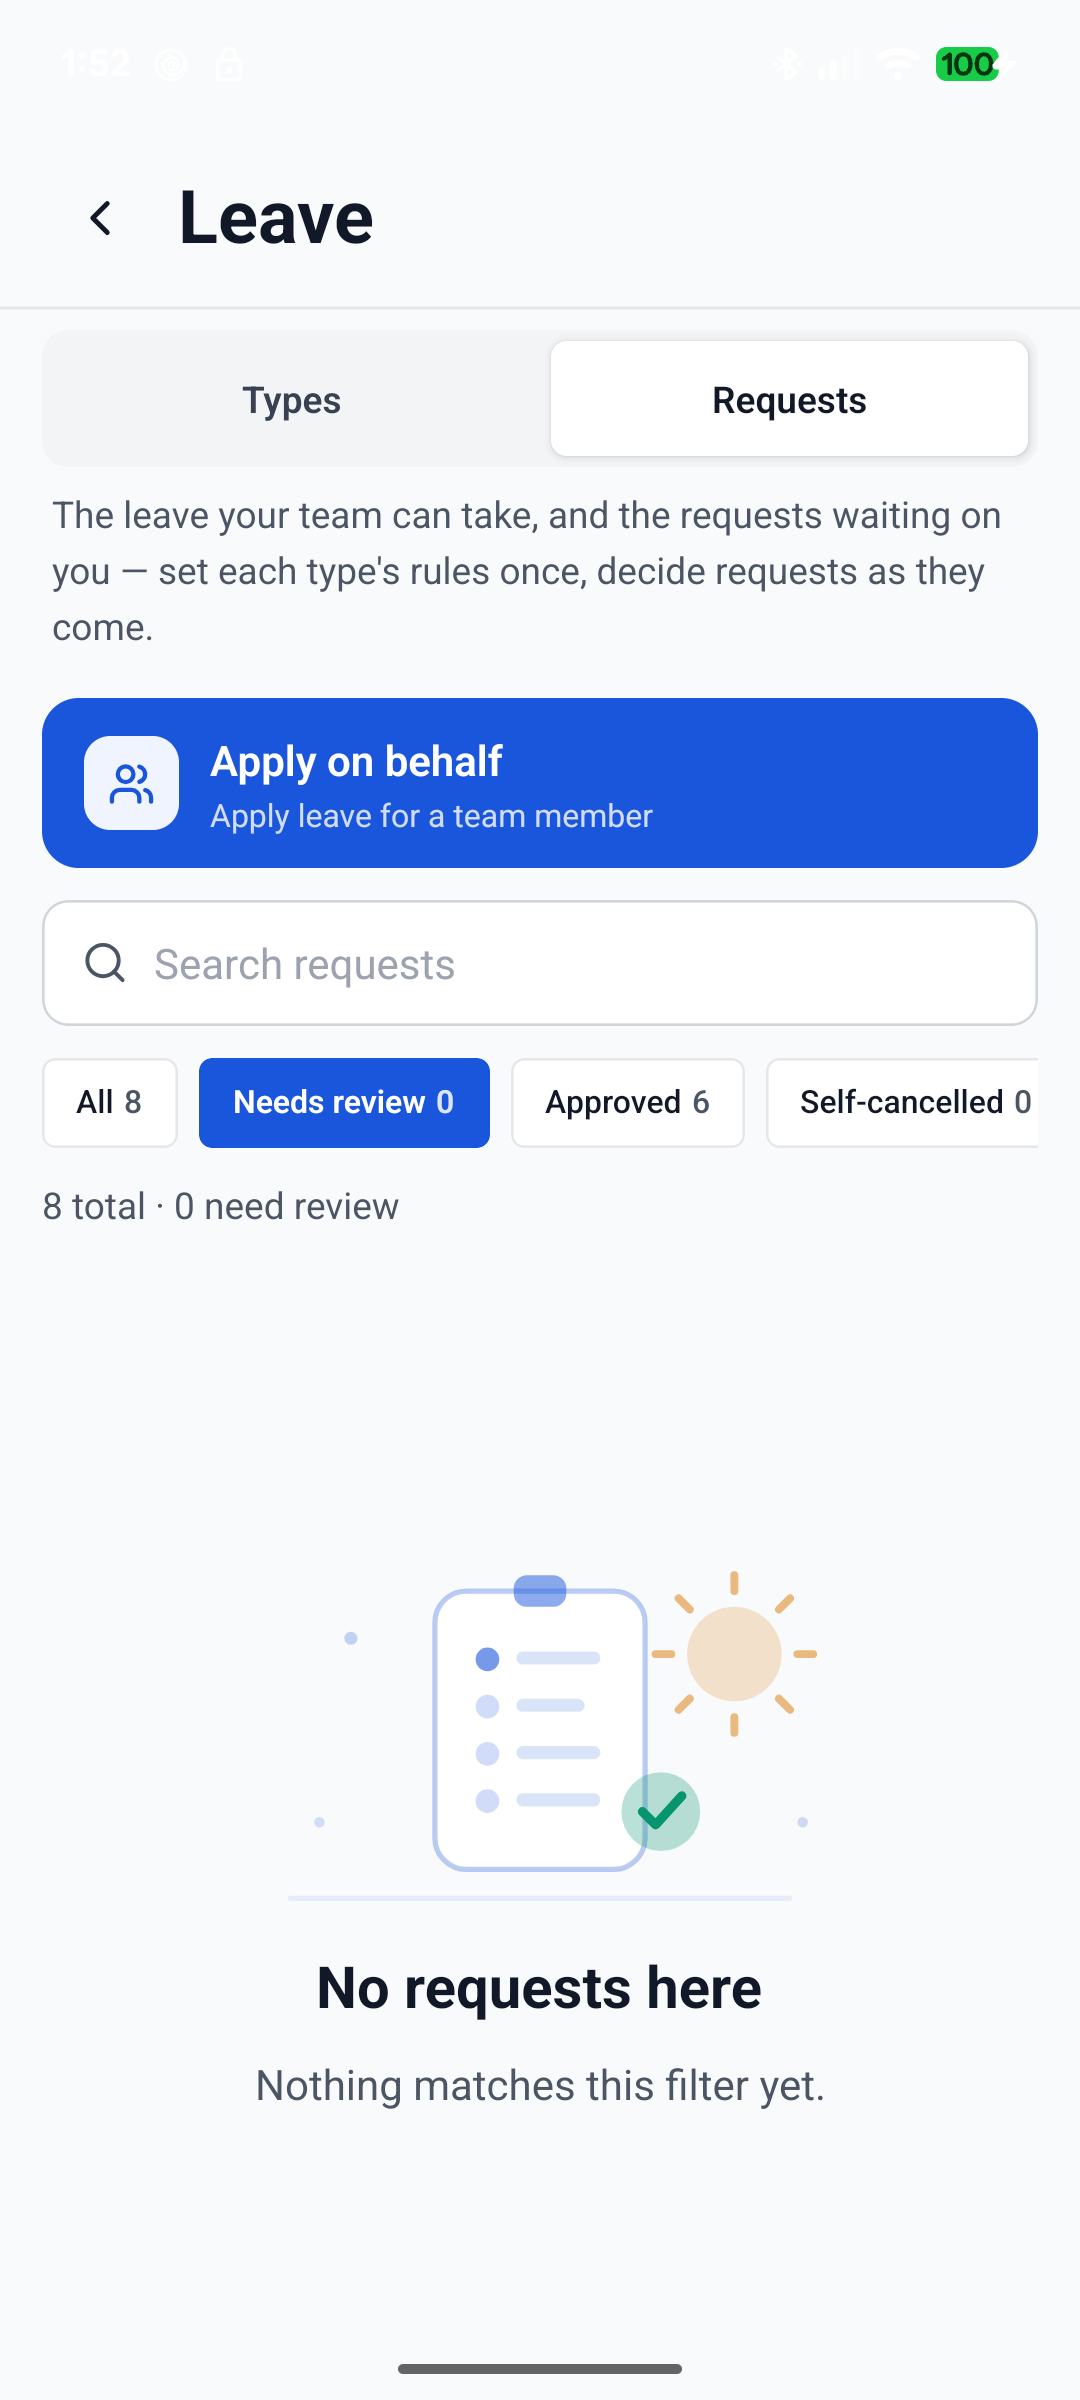 1:52
100
Leave
Types
Requests
The leave your team can take, and the requests waiting on
you — set each type's rules once, decide requests as they
come.
Apply on behalf
Apply leave for a team member
Search requests
All 8
Needs review 0
Approved 6
Self-cancelled 0
8 total · 0 need review
No requests here
Nothing matches this filter yet.